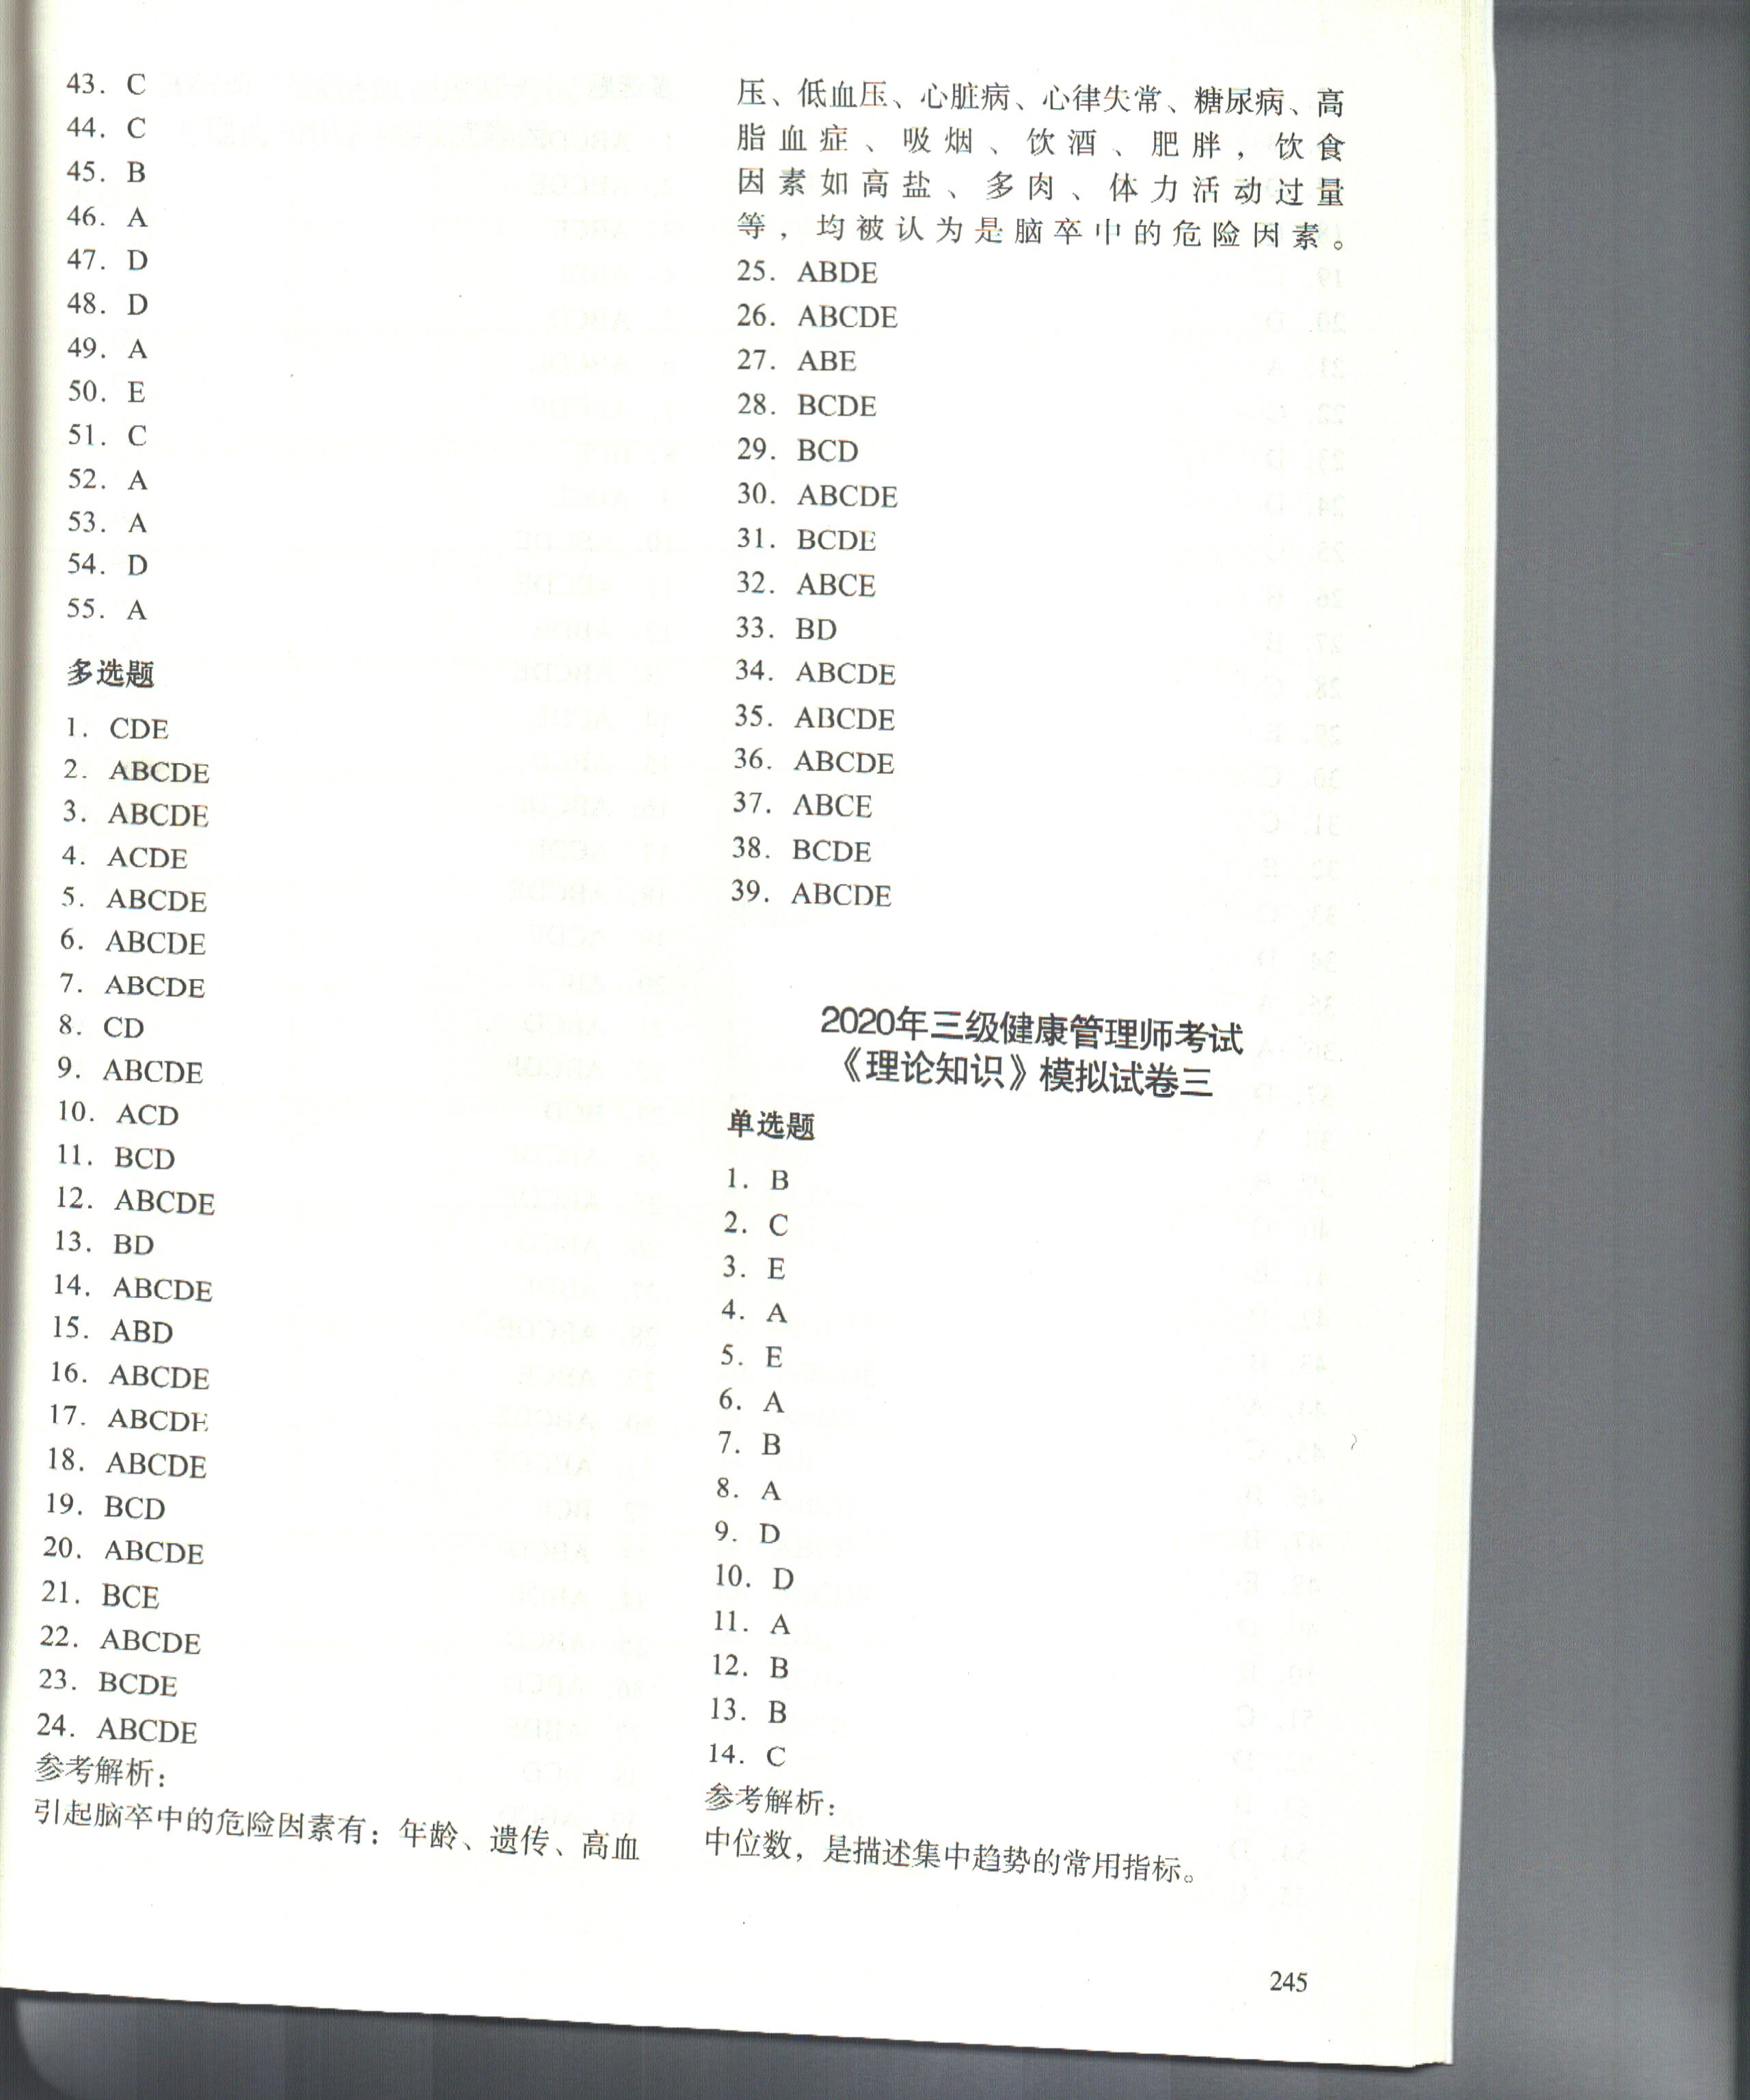 43. C
44. C
45. B
46. A
47. D
48. D
49. A
50. E
51. C
52. A
53. A
54. D
55. A
多选题
1. CDE
2. ABCDE
3. ABCDE
4. ACDE
5. ABCDE
6. ABCDE
7. ABCDE
8. CD
9. ABCDE
10. ACD
11. BCD
12. ABCDE
13. BD
14. ABCDE
15. ABD
16. ABCDE
17. ABCDE
18. ABCDE
19. BCD
20. ABCDE
21. BCE
22. ABCDE
23. BCDE
24. ABCDE
参考解析：
引起脑卒中的危险因素有：年龄、遗传、高血
压、低血压、心脏病、心律失常、糖尿病、高
脂血症、吸烟、饮酒、肥胖，饮食
因素如高盐、多肉、体力活动过量
等，均被认为是脑卒中的危险因素。
25. ABDE
26. ABCDE
27. ABE
28. BCDE
29. BCD
30. ABCDE
31. BCDE
32. ABCE
33. BD
34. ABCDE
35. ABCDE
36. ABCDE
37. ABCE
38. BCDE
39. ABCDE
2020年三级健康管理师考试
《理论知识》模拟试卷三
单选题
1. B
2. C
3. E
4. A
5. E
6. A
7. B
8. A
9. D
10. D
11. A
12. B
13. B
14. C
参考解析：
中位数，是描述集中趋势的常用指标。
245